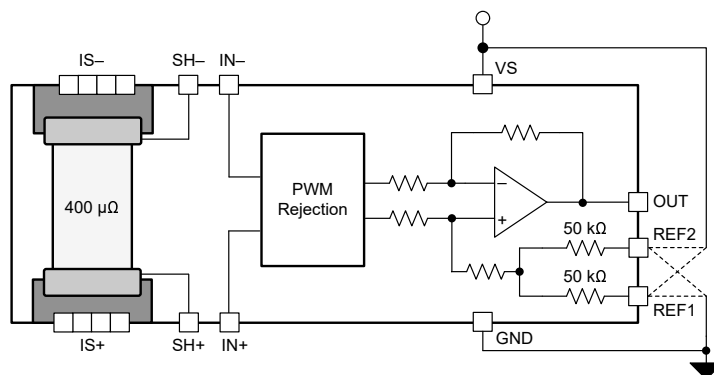 IS–
SH–
IN–
VS
400 µΩ
PWM
Rejection
–
+
OUT
50 kΩ
REF2
50 kΩ
REF1
IS+
SH+
IN+
GND